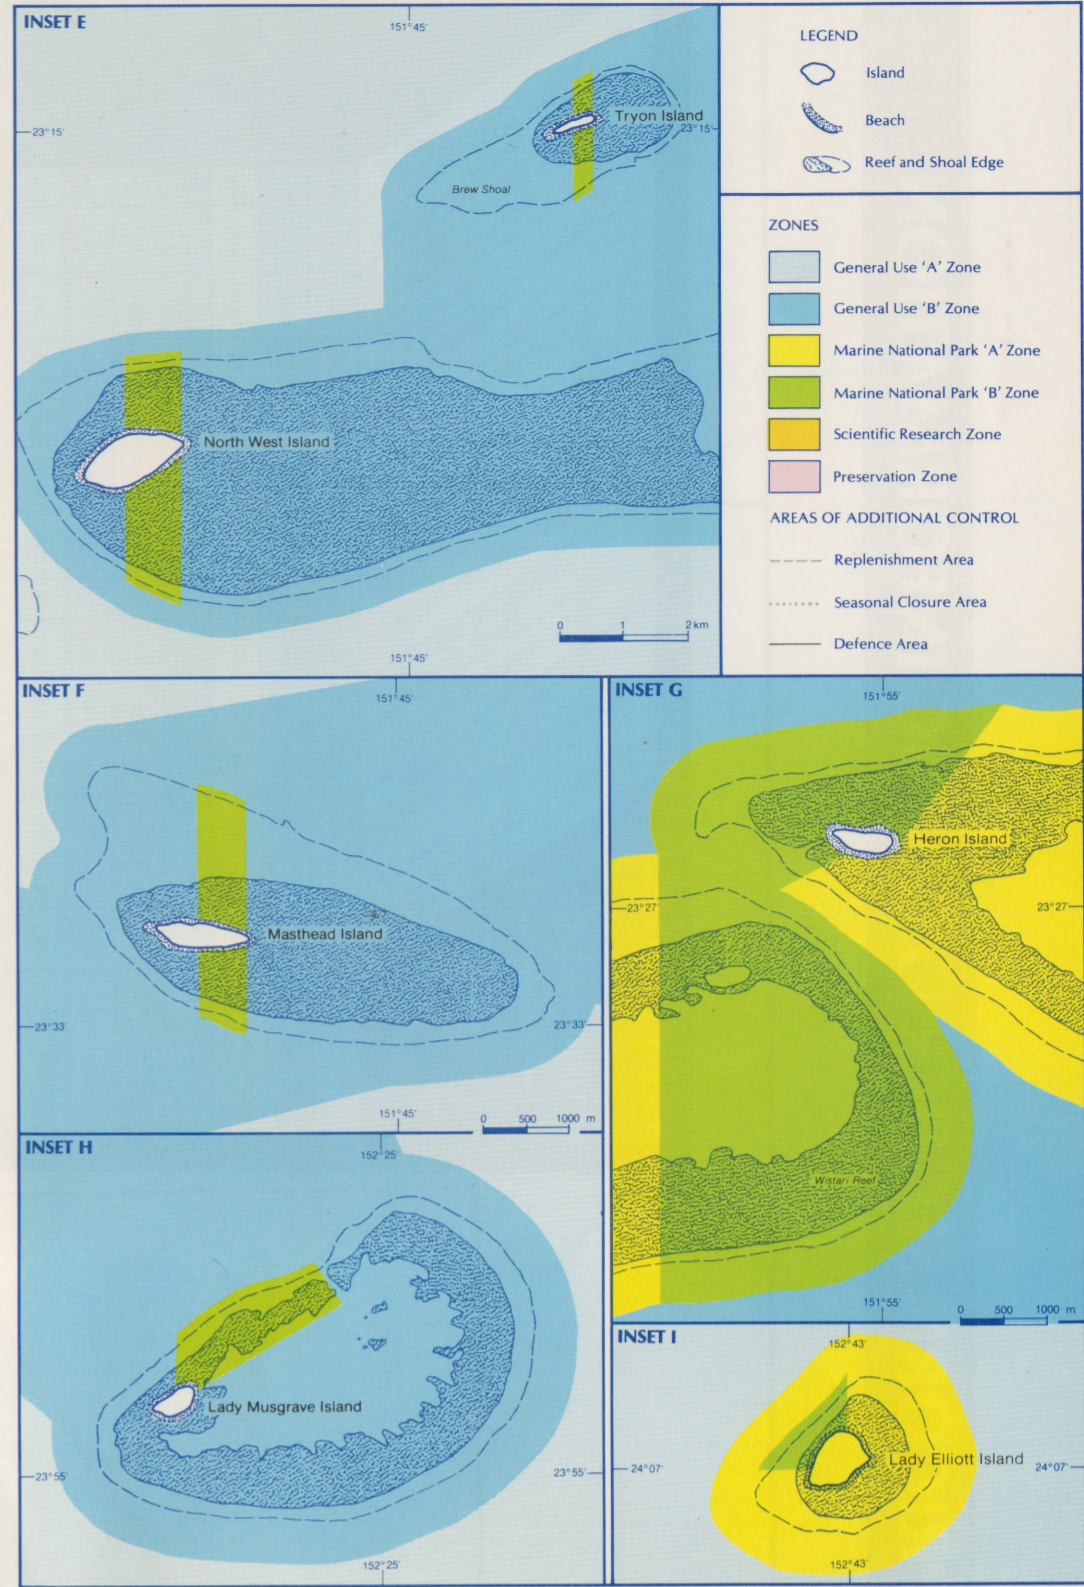 INSET E
151°45'
23°15'
Tryon Island
23°15'
Brew Shoal
North West Island
0 1 2 km
151°45'
LEGEND
Island
Beach
Reef and Shoal Edge
ZONES
General Use 'A' Zone
General Use 'B' Zone
Marine National Park 'A' Zone
Marine National Park 'B' Zone
Scientific Research Zone
Preservation Zone
AREAS OF ADDITIONAL CONTROL
Replenishment Area
Seasonal Closure Area
Defence Area
INSET F
151°45'
Masthead Island
23°33'
23°33'
151°45'
0 500 1000 m
INSET G
151°55'
Heron Island
23°27'
23°27'
Wistari Reef
151°55'
0 500 1000 m
INSET H
152°25'
Lady Musgrave Island
23°55'
23°55'
152°25'
INSET I
152°43'
Lady Elliott Island
24°07'
24°07'
152°43'